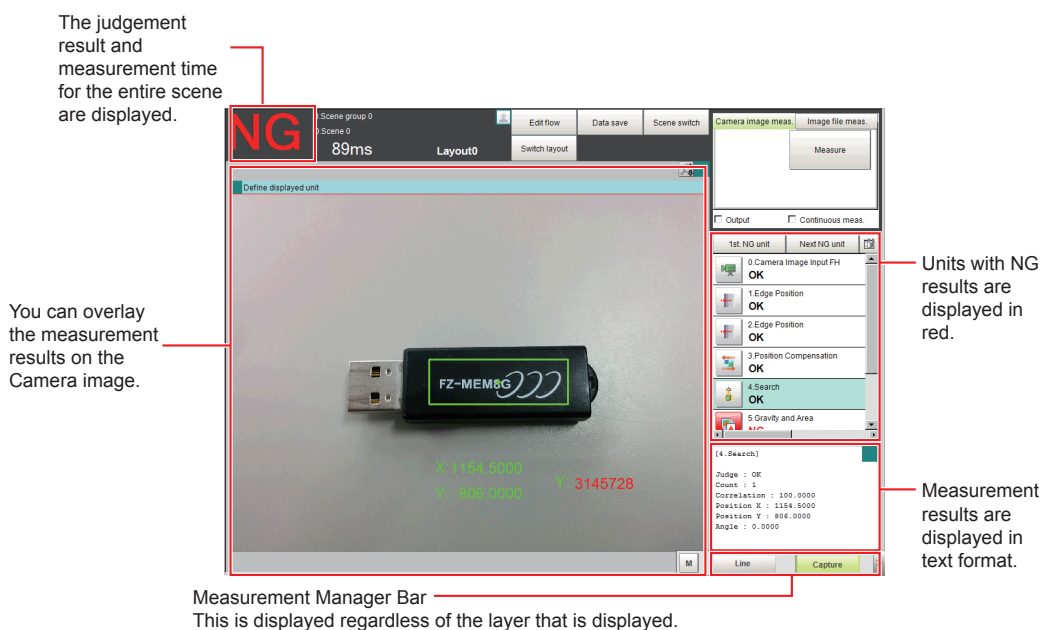 The judgement
result and
measurement time
for the entire scene
are displayed.
NG
0.Scene group 0
0.Scene 0
89ms
Layout0
Edit flow
Data save
Scene switch
Switch layout
Camera image meas.
Image file meas.
Measure
Output
Continuous meas.
Define displayed unit
1st. NG unit
Next NG unit
0.Camera Image Input FH
OK
1.Edge Position
OK
2.Edge Position
OK
3.Position Compensation
OK
4.Search
OK
5.Gravity and Area
NG
Units with NG
results are
displayed in
red.
You can overlay
the measurement
results on the
Camera image.
FZ-MEM8G
X:1154.5000
Y: 806.0000
Y: 3145728
[4.Search]
Judge : OK
Count : 1
Correlation : 100.0000
Position X : 1154.5000
Position Y : 806.0000
Angle : 0.0000
Measurement
results are
displayed in
text format.
M
Line
Capture
Measurement Manager Bar
This is displayed regardless of the layer that is displayed.